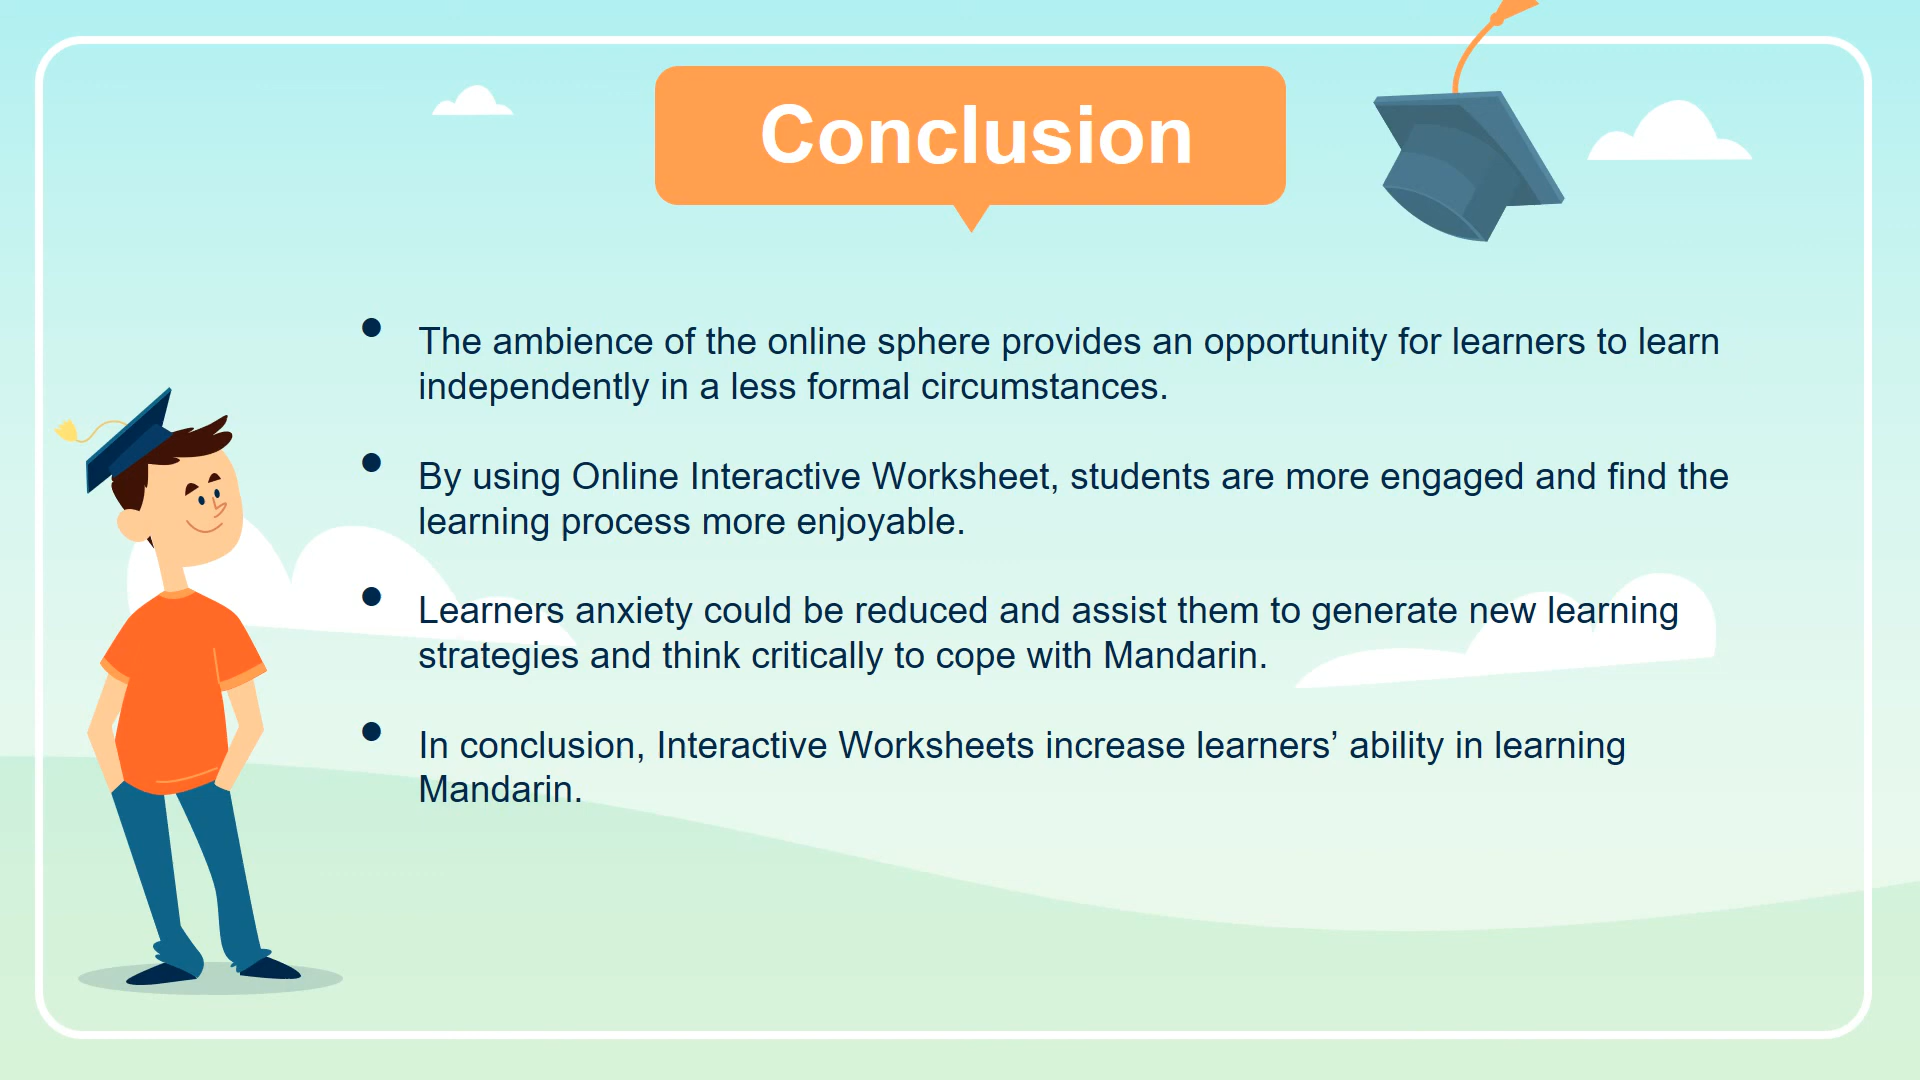 Conclusion
• The ambience of the online sphere provides an opportunity for learners to learn
independently in a less formal circumstances.
• By using Online Interactive Worksheet, students are more engaged and find the
learning process more enjoyable.
• Learners anxiety could be reduced and assist them to generate new learning
strategies and think critically to cope with Mandarin.
• In conclusion, Interactive Worksheets increase learners’ ability in learning
Mandarin.